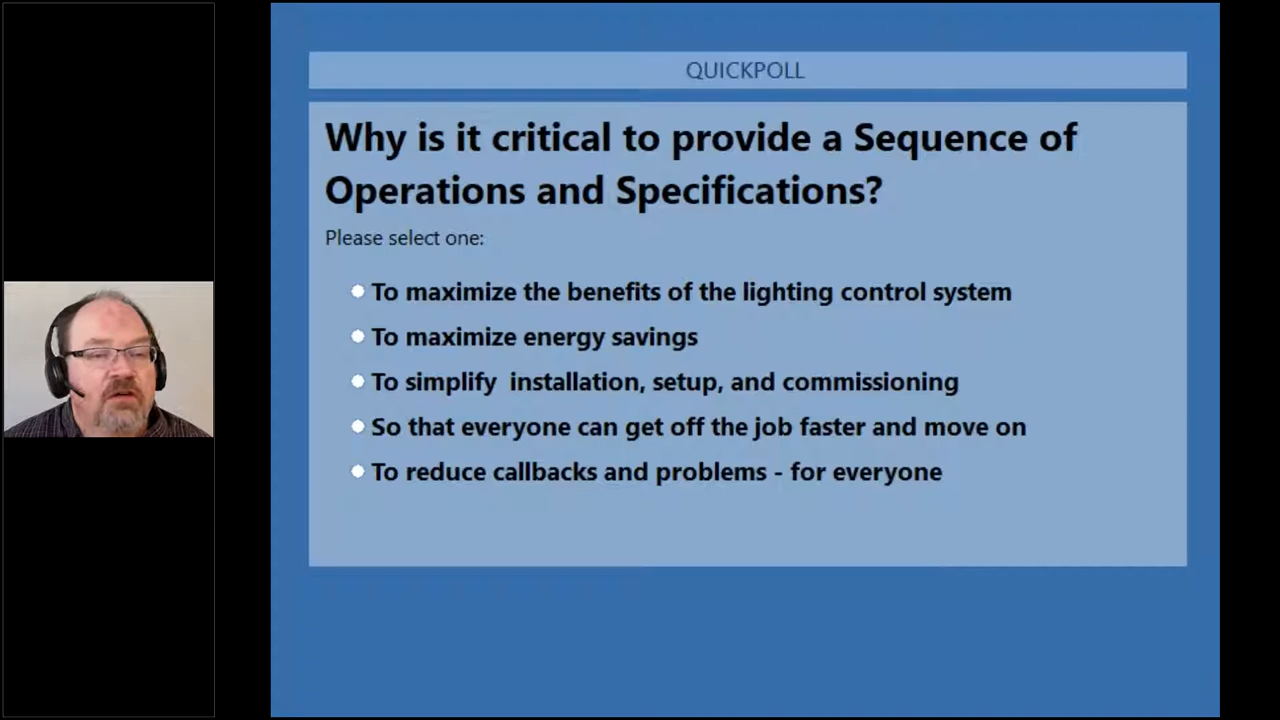 QUICKPOLL
Why is it critical to provide a Sequence of
Operations and Specifications?
Please select one:
To maximize the benefits of the lighting control system
To maximize energy savings
To simplify  installation, setup, and commissioning
So that everyone can get off the job faster and move on
To reduce callbacks and problems - for everyone